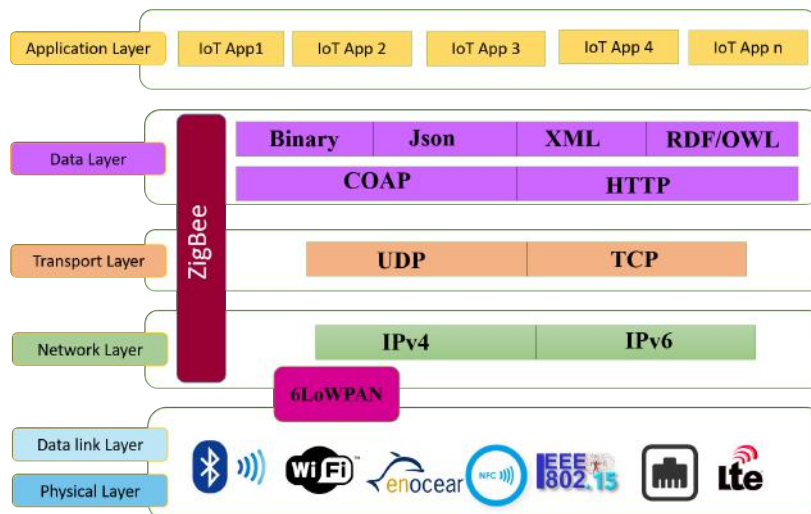 Application Layer
IoT App1 IoT App 2 IoT App 3 IoT App 4 IoT App n
Data Layer
ZigBee
Binary Json XML RDF/OWL
COAP HTTP
Transport Layer
UDP TCP
Network Layer
IPv4 IPv6
6LoWPAN
Data link Layer
WiFi™ enocear NFC IEEE 802.15 Lte
Physical Layer